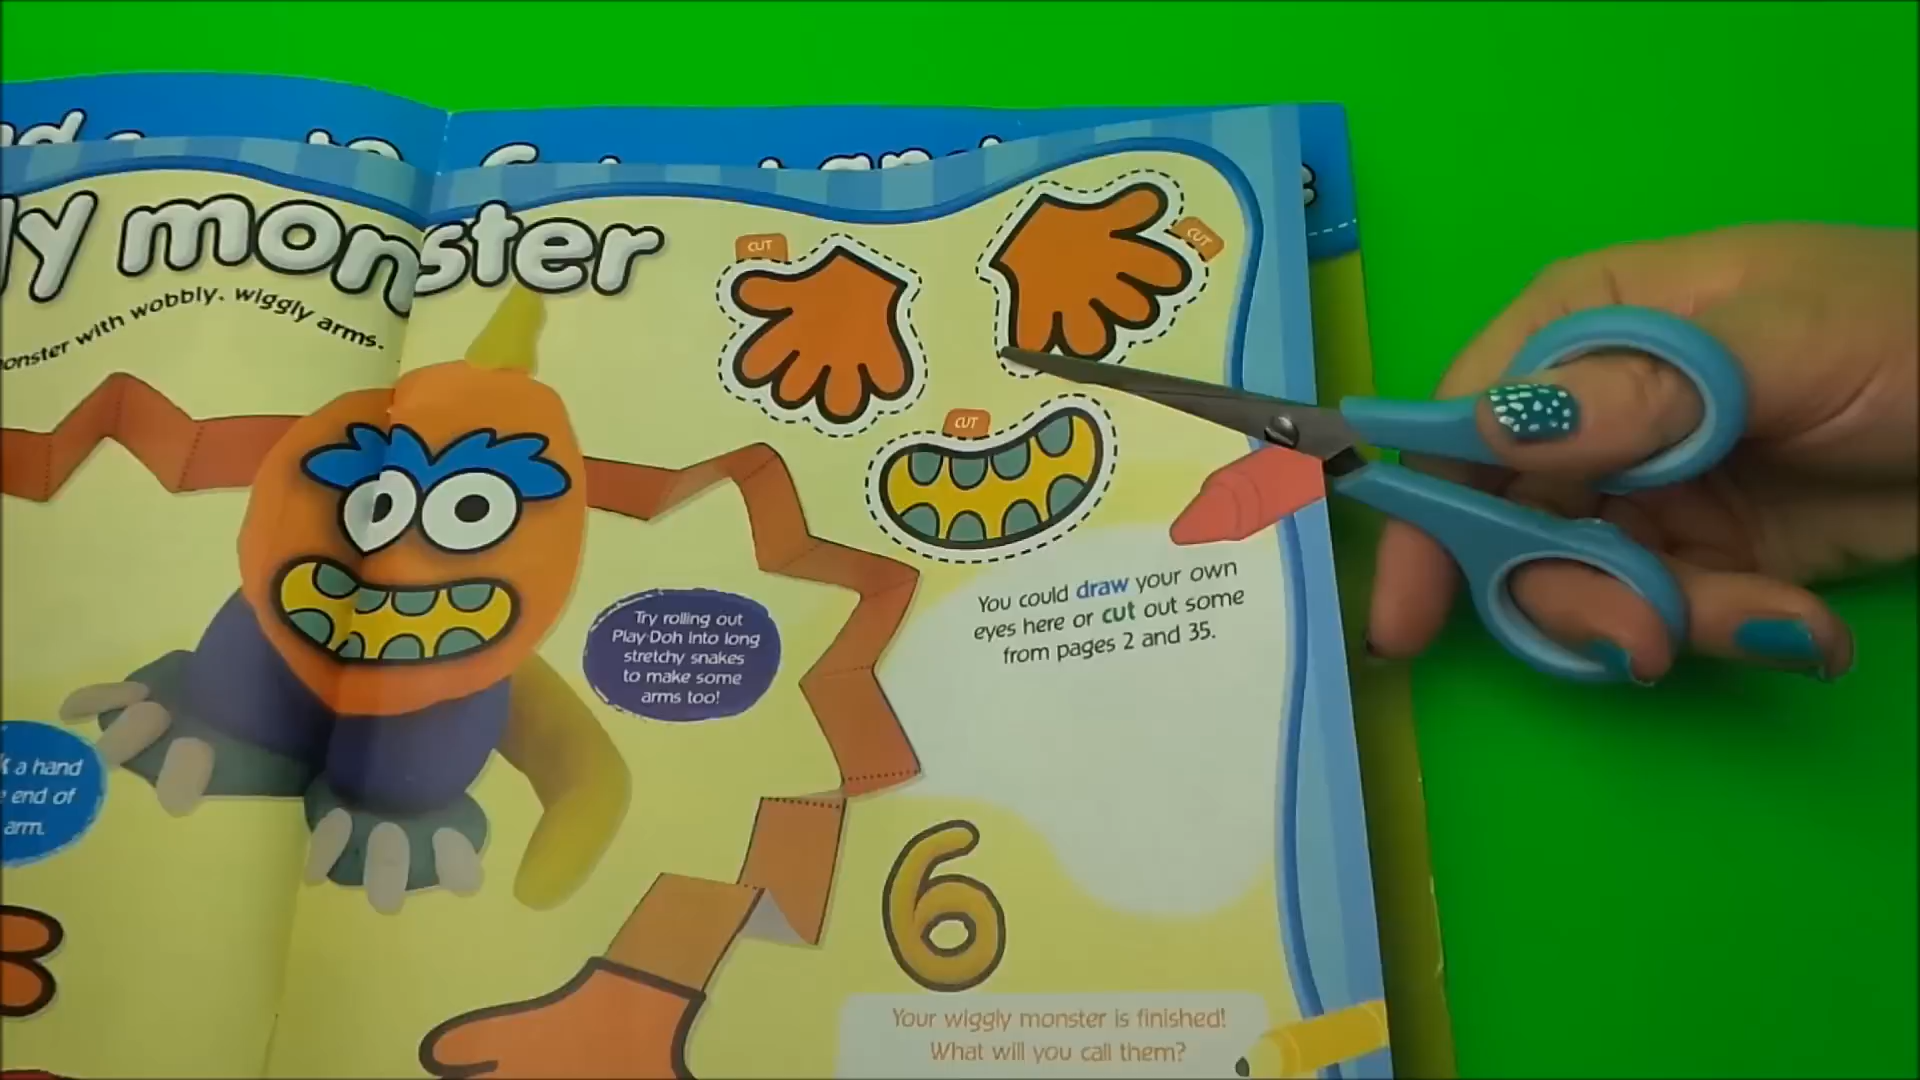 ly monster
onster with wobbly, wiggly arms.
CUT
CUT
CUT
You could draw your own
eyes here or cut out some
from pages 2 and 35.
Try rolling out
Play-Doh into long
stretchy snakes
to make some
arms too!
a hand
end of
arm.
6
Your wiggly monster is finished!
What will you call them?